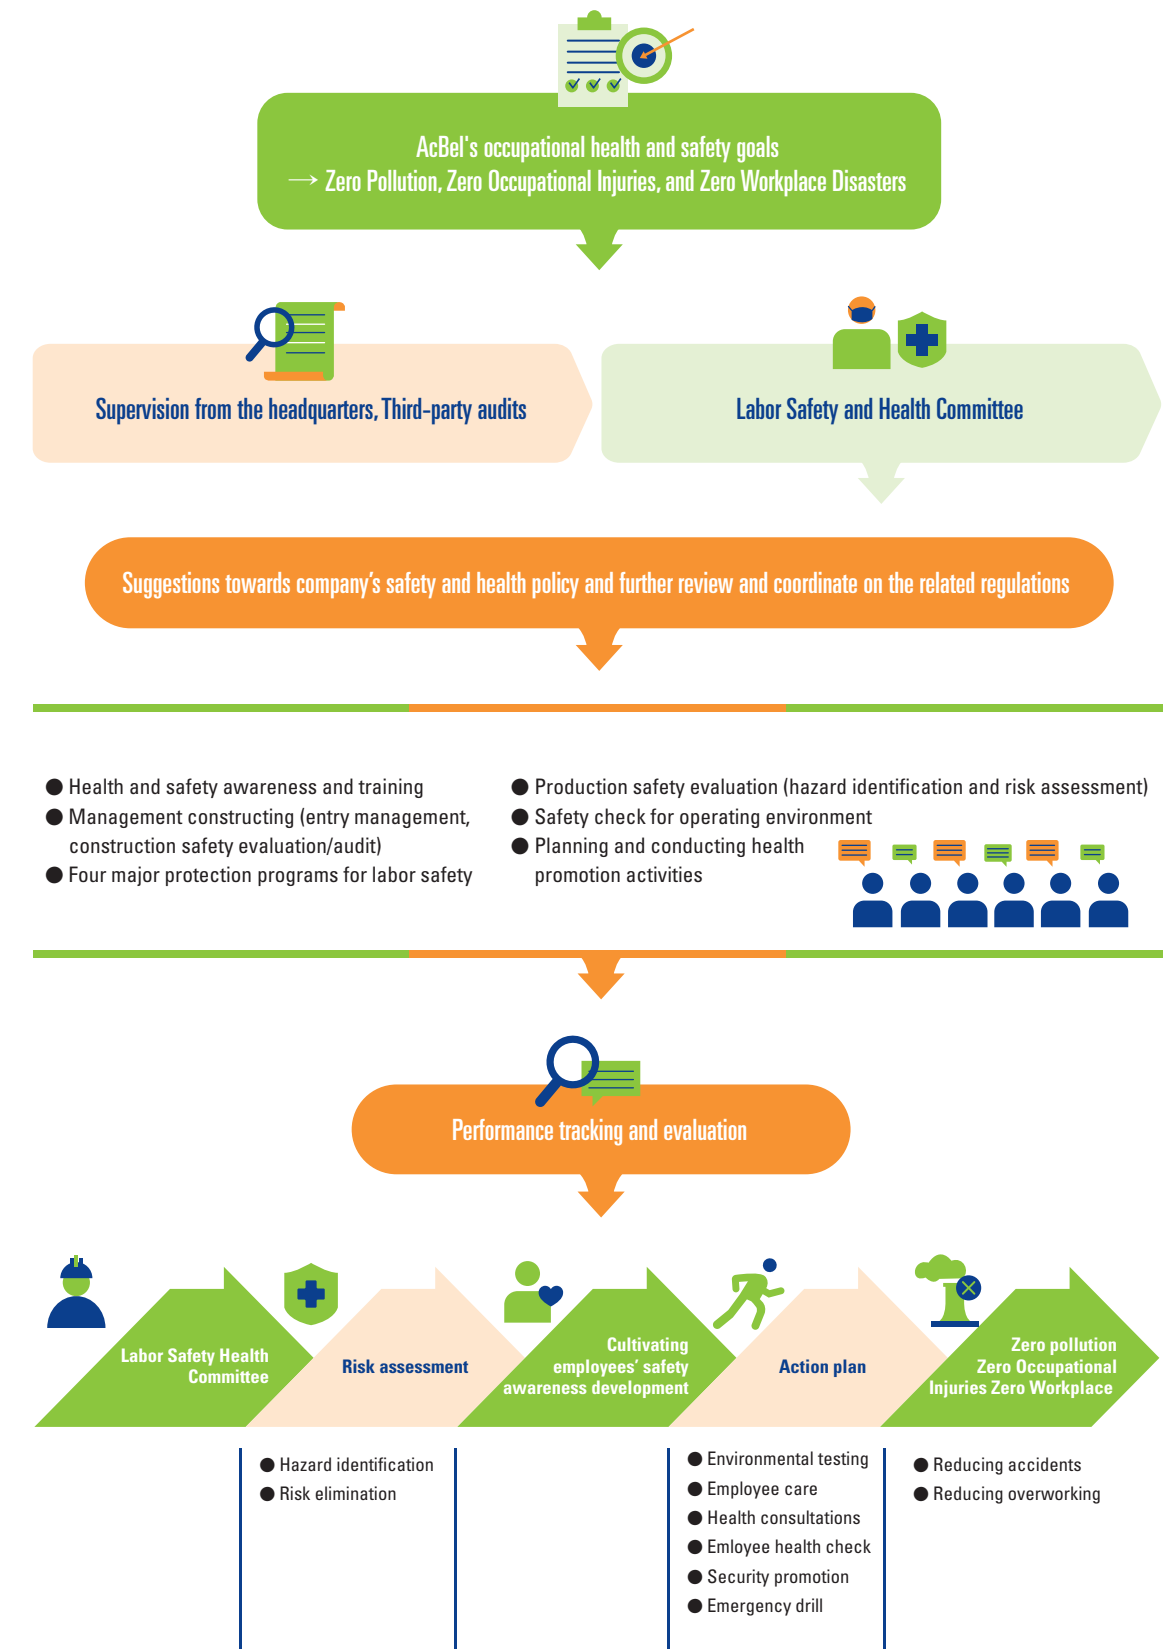 AcBel's occupational health and safety goals
→ Zero Pollution, Zero Occupational Injuries, and Zero Workplace Disasters
Supervision from the headquarters, Third-party audits
Labor Safety and Health Committee
Suggestions towards company's safety and health policy and further review and coordinate on the related regulations
● Health and safety awareness and training
● Management constructing (entry management,
construction safety evaluation/audit)
● Four major protection programs for labor safety
● Production safety evaluation (hazard identification and risk assessment)
● Safety check for operating environment
● Planning and conducting health
promotion activities
Performance tracking and evaluation
Labor Safety Health
Committee
Risk assessment
Cultivating
employees' safety
awareness development
Action plan
Zero pollution
Zero Occupational
Injuries Zero Workplace
● Hazard identification
● Risk elimination
● Environmental testing
● Employee care
● Health consultations
● Emloyee health check
● Security promotion
● Emergency drill
● Reducing accidents
● Reducing overworking